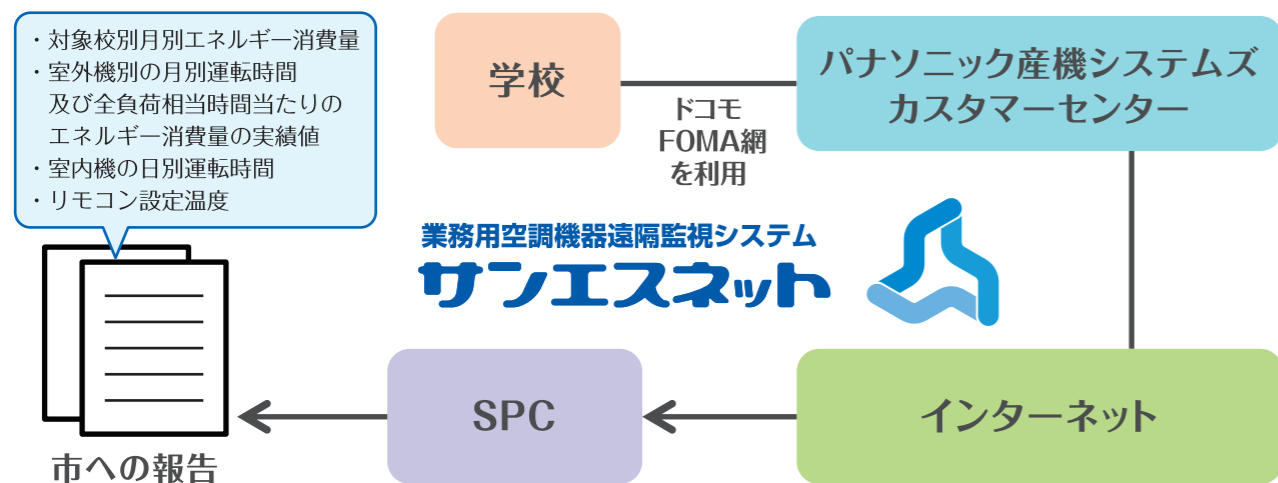 ・対象校別月別エネルギー消費量
・室外機別の月別運転時間
及び全負荷相当時間当たりの
エネルギー消費量の実績値
・室内機の日別運転時間
・リモコン設定温度
学校
ドコモ
FOMA網
を利用
パナソニック産機システムズ
カスタマーセンター
業務用空調機器遠隔監視システム
サンエスネット
市への報告
SPC
インターネット